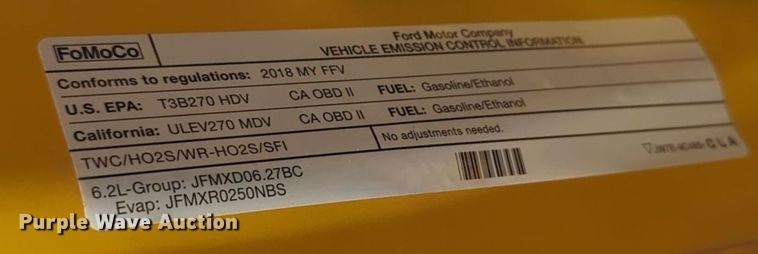 FoMoCo
Ford Motor Company
VEHICLE EMISSION CONTROL INFORMATION
Conforms to regulations: 2018 MY FFV
U.S. EPA: T3B270 HDV CA OBD II FUEL: Gasoline/Ethanol
California: ULEV270 MDV CA OBD II FUEL: Gasoline/Ethanol
TWC/HO2S/WR-HO2S/SFI No adjustments needed.
6.2L-Group: JFMXD06.27BC
Evap: JFMXR0250NBS
CLA
Purple Wave Auction